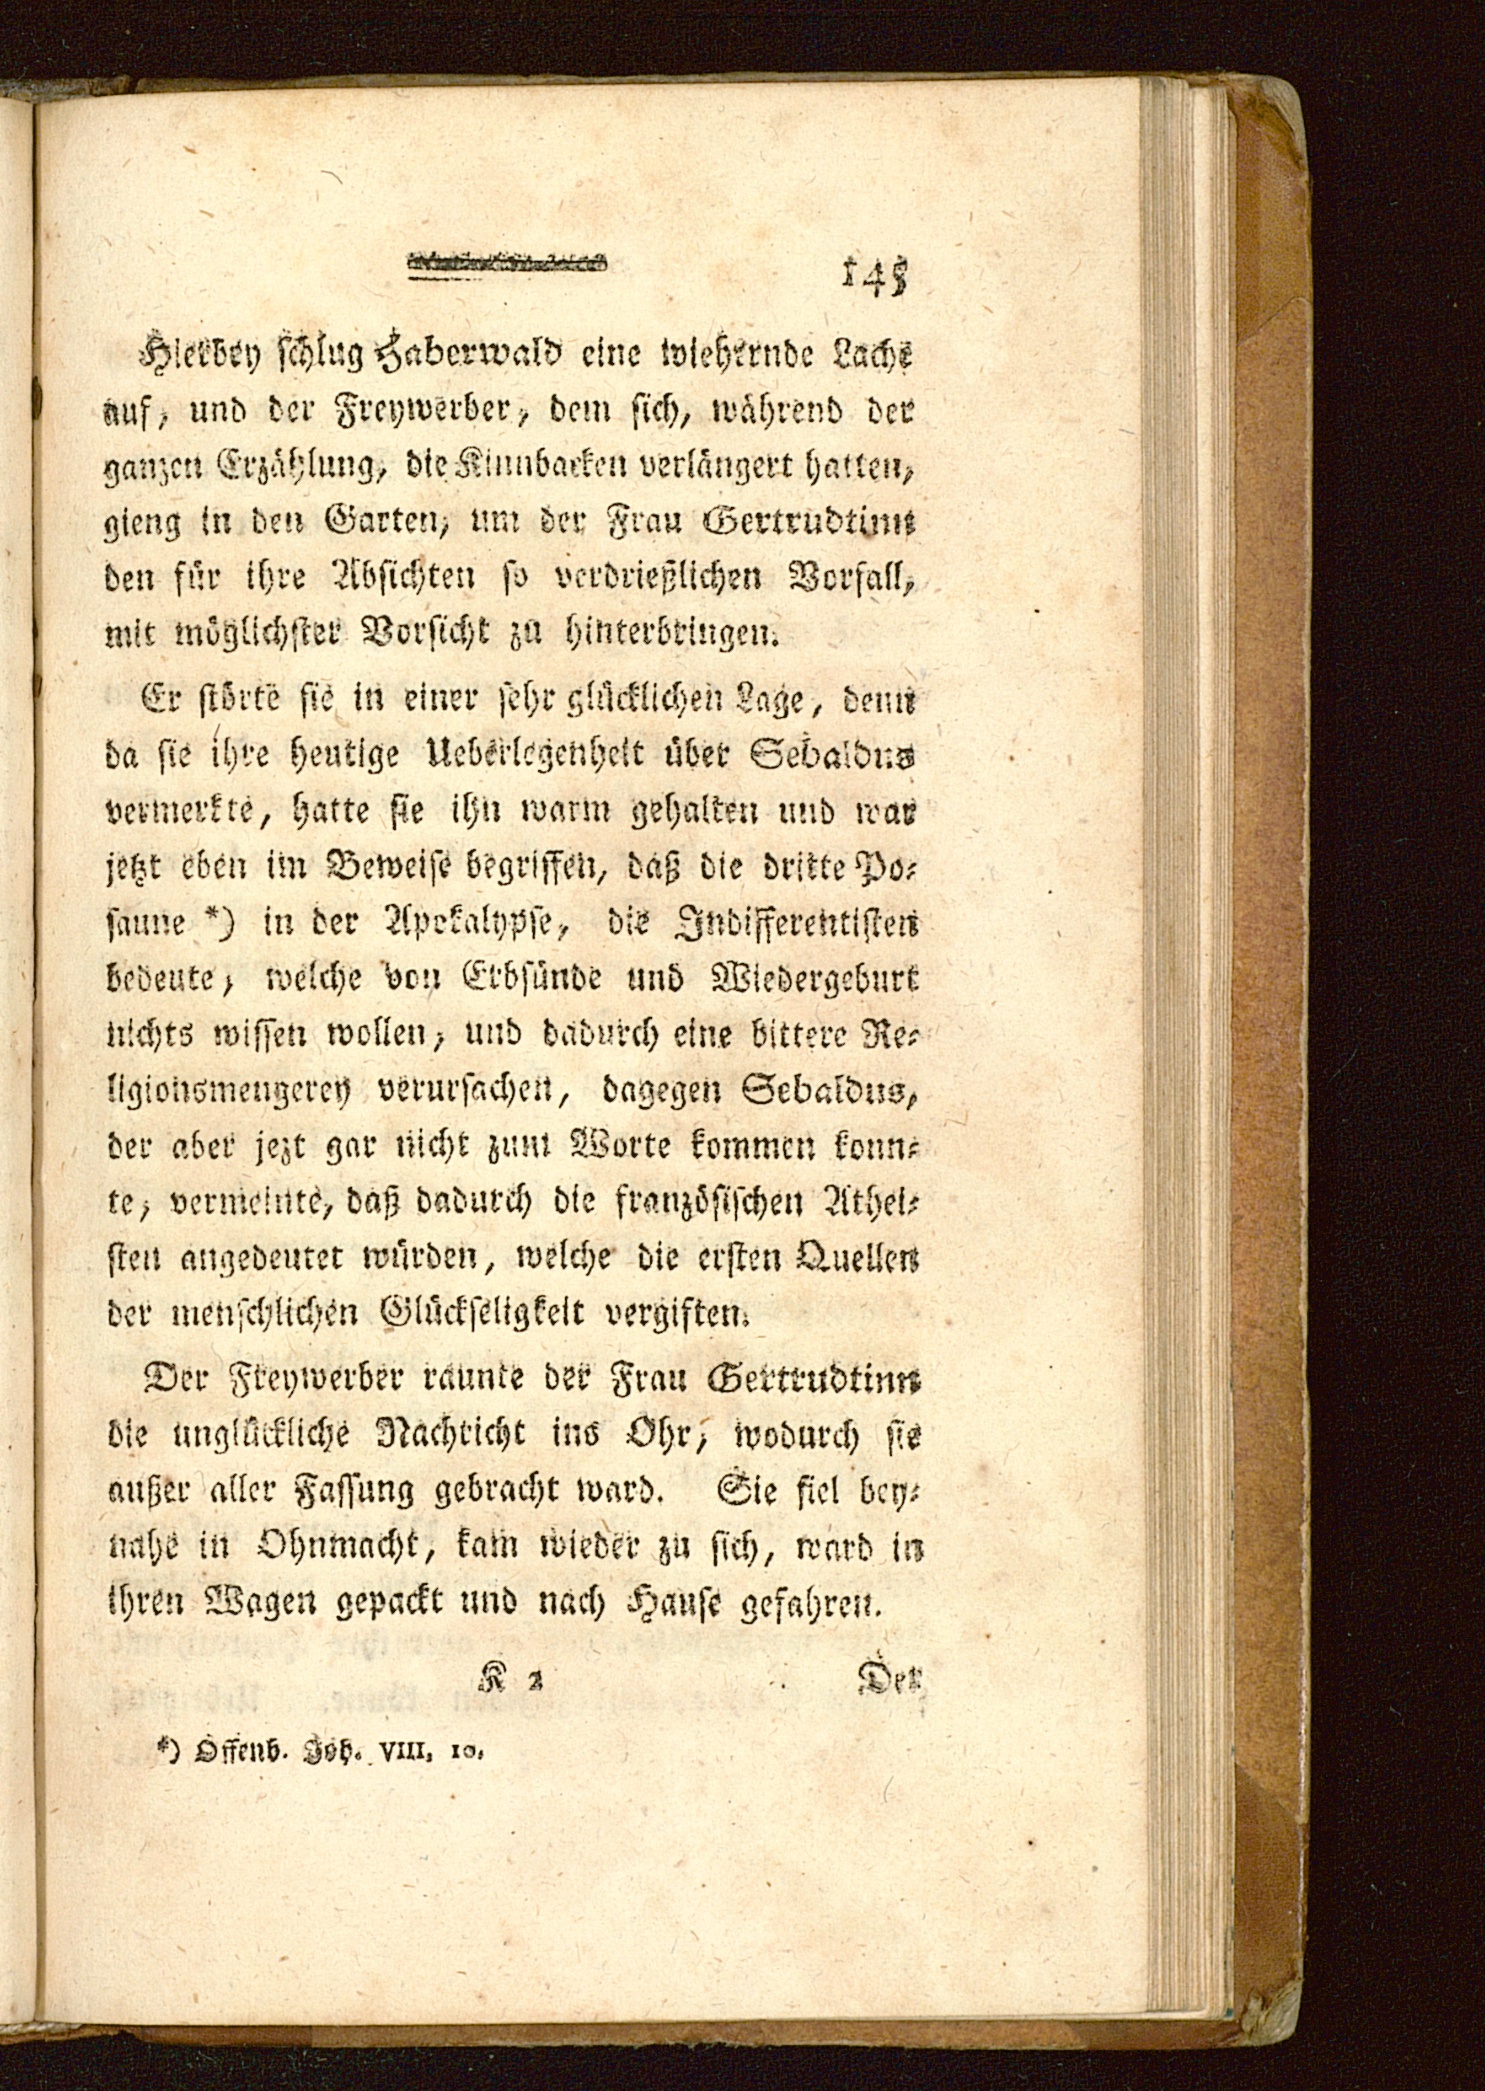 145
Hierbey schlug Haberwald eine wiehernde Lache
auf, und der Freywerber, dem sich, während der
ganzen Erzählung, die Kinnbacken verlängert hatten,
gieng in den Garten, um der Frau Gertrudtinn
den für ihre Absichten so verdrießlichen Vorfall,
mit möglichster Vorsicht zu hinterbringen.
Er störte sie in einer sehr glücklichen Lage, denn
da sie ihre heutige Ueberlegenheit über Sebaldus
vermerkte, hatte sie ihn warm gehalten und war
jetzt eben im Beweise begriffen, daß die dritte Po-
saune *) in der Apokalypse, die Indifferentisten
bedeute, welche von Erbsünde und Wiedergeburt
nichts wissen wollen, und dadurch eine bittere Re-
ligionsmengerey verursachen, dagegen Sebaldus,
der aber jezt gar nicht zum Worte kommen konn-
te, vermeinte, daß dadurch die französischen Athei-
sten angedeutet würden, welche die ersten Quellen
der menschlichen Glückseligkeit vergiften.
Der Freywerber raunte der Frau Gertrudtinn
die unglückliche Nachricht ins Ohr, wodurch sie
außer aller Fassung gebracht ward. Sie fiel bey-
nahe in Ohnmacht, kam wieder zu sich, ward in
ihren Wagen gepackt und nach Hause gefahren.
K 2 Der
*) Offenb. Joh. VIII. 10.